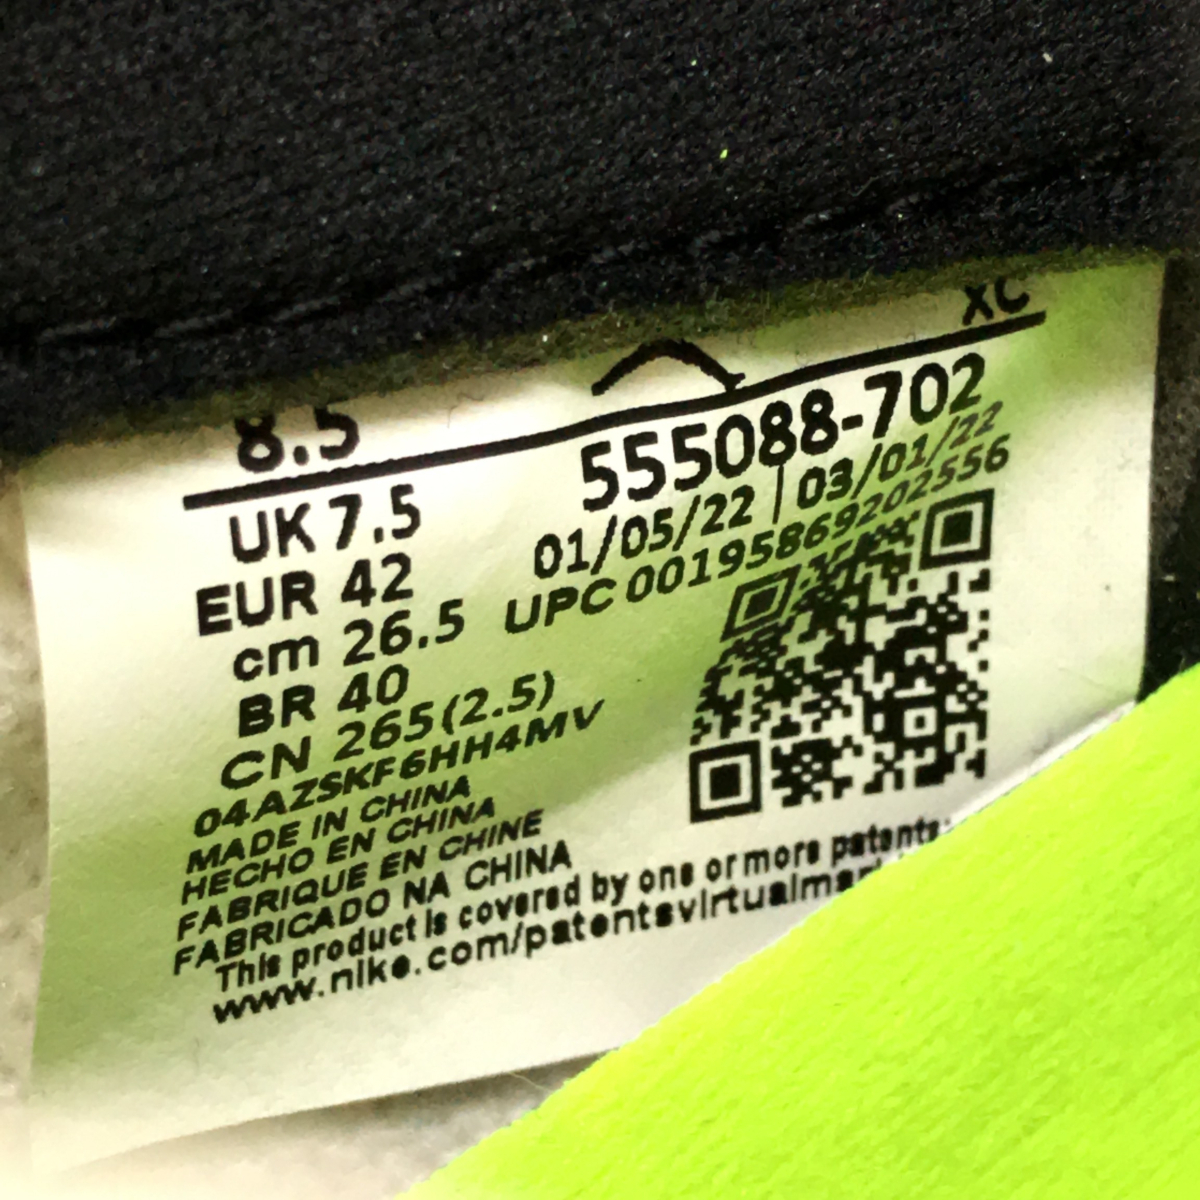 XC
8.5
555088-702
UK 7.5
01/05/22 | 03/01/22
EUR 42
UPC 00195869202556
cm 26.5
BR 40
CN 265(2.5)
04AZSKF6HH4MV
MADE IN CHINA
HECHO EN CHINA
FABRIQUE EN CHINE
FABRICADO NA CHINA
This product is covered by one or more patents:
www.nike.com/patentsvirtualmar